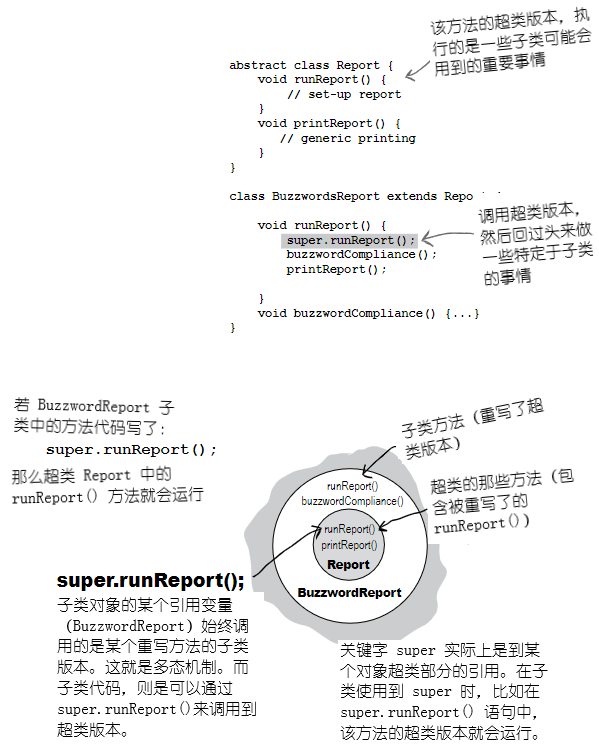 该方法的超类版本，执
行的是一些子类可能会
用到的重要事情
abstract class Report {
void runReport() {
// set-up report
}
void printReport() {
// generic printing
}
}
class BuzzwordsReport extends Repo
void runReport() {
super.runReport();
buzzwordCompliance();
printReport();
}
void buzzwordCompliance() {...}
}
调用超类版本，
然后回过头来做
一些特定于子类
的事情
若 BuzzwordReport 子
类中的方法代码写了：
super.runReport();
那么超类 Report 中的
runReport() 方法就会运行
子类方法（重写了超
类版本）
超类的那些方法（包
含被重写了的
runReport()）
runReport()
buzzwordCompliance()
runReport()
printReport()
Report
BuzzwordReport
super.runReport();
子类对象的某个引用变量
（BuzzwordReport）始终调
用的是某个重写方法的子类
版本。这就是多态机制。而
子类代码，则是可以通过
super.runReport()来调用到
超类版本。
关键字 super 实际上是到某
个对象超类部分的引用。在子
类使用到 super 时，比如在
super.runReport() 语句中，
该方法的超类版本就会运行。